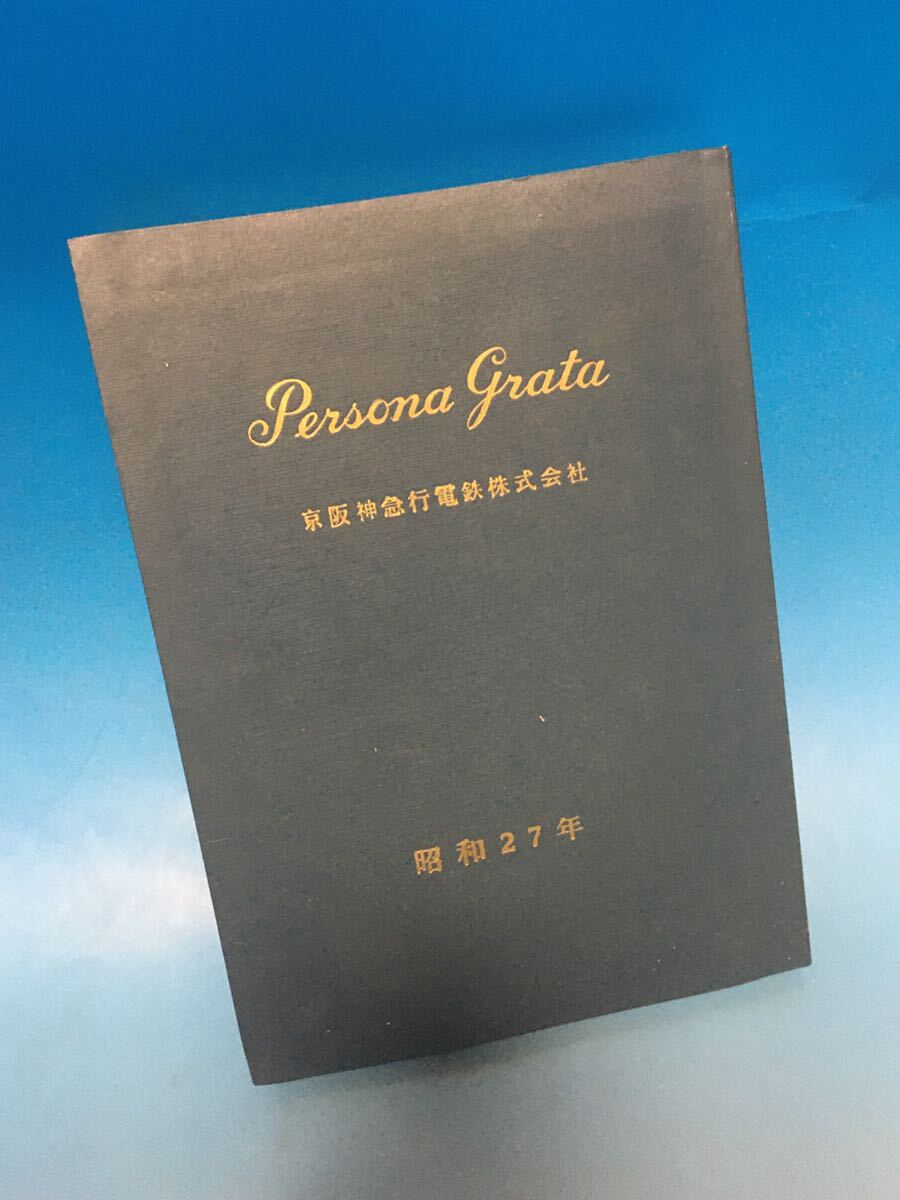 Persona Grata
京阪神急行電鉄株式会社
昭和27年